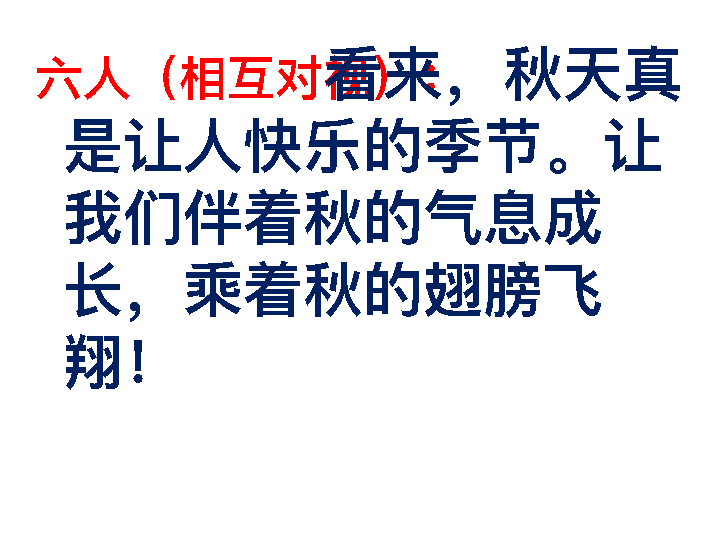 六人（相互对视）：看来，秋天真
是让人快乐的季节。让
我们伴着秋的气息成
长，乘着秋的翅膀飞
翔！